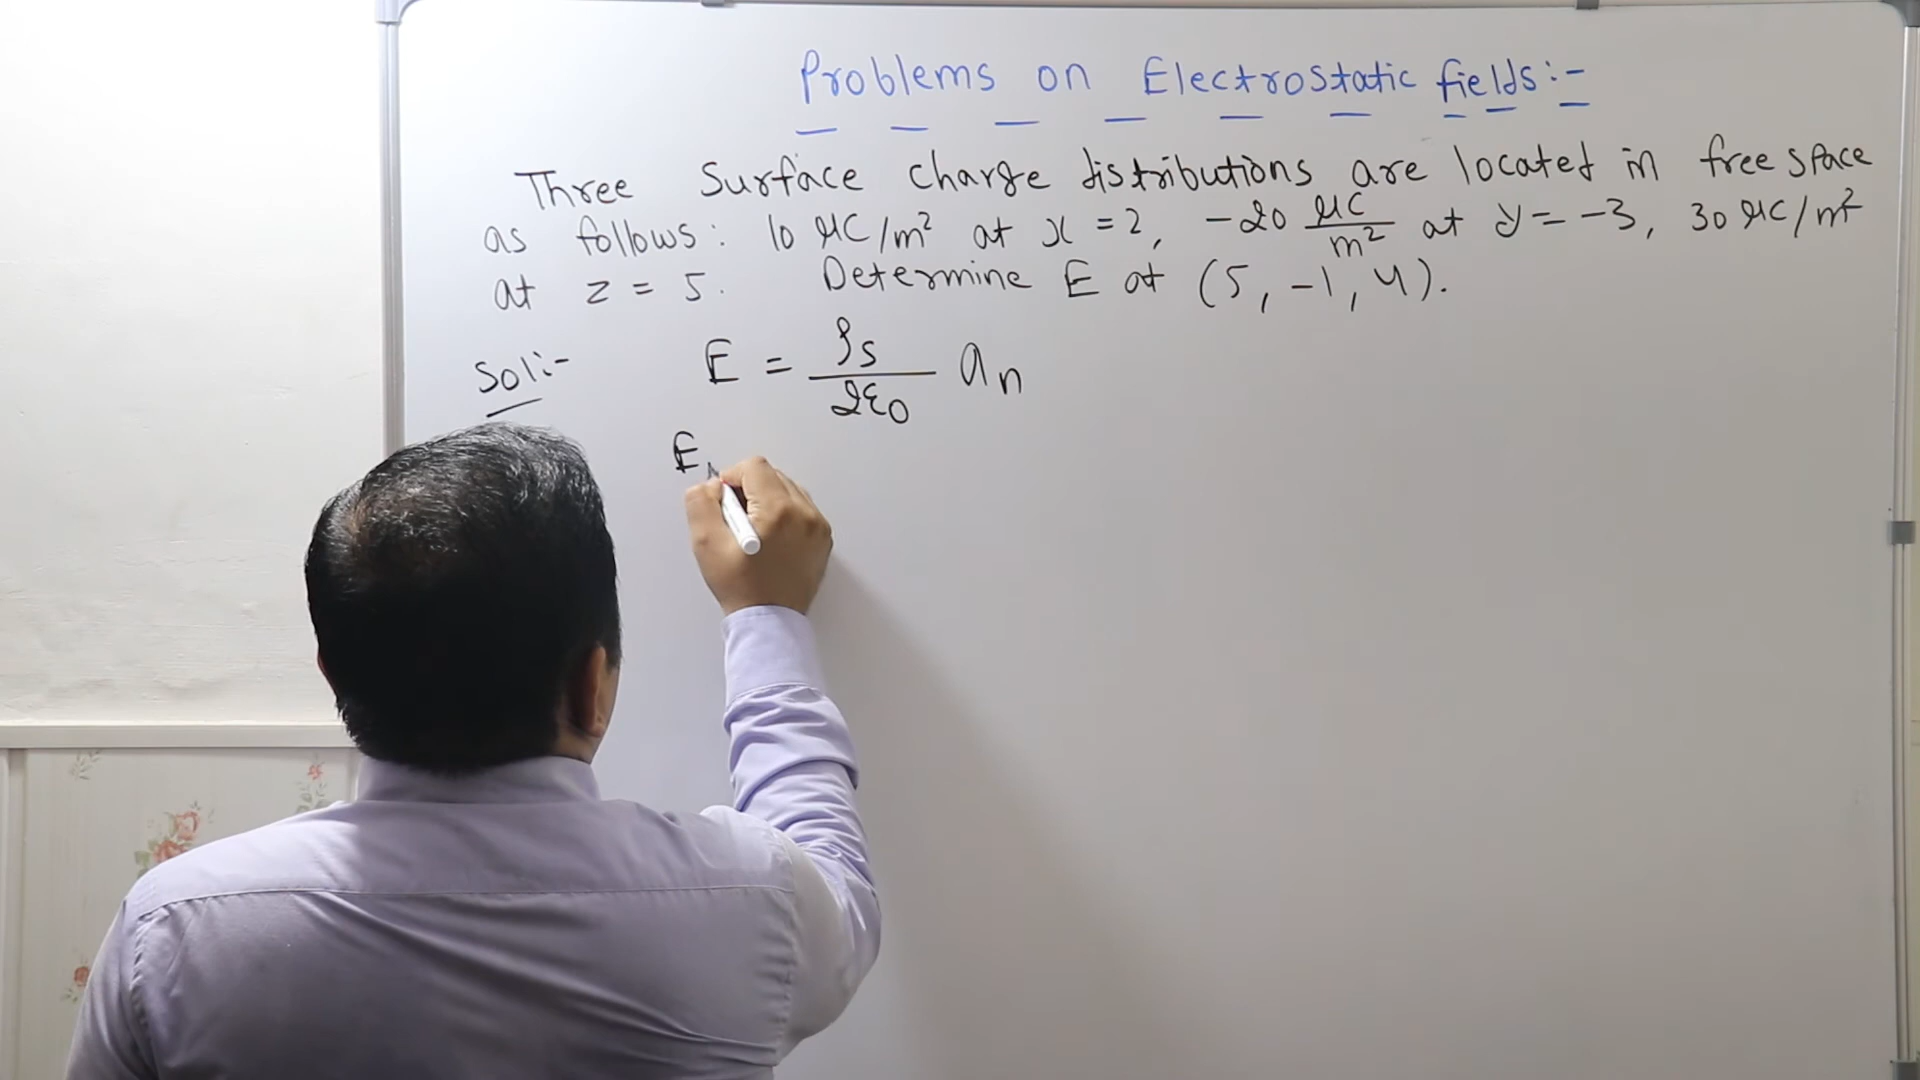 Problems on Electrostatic fields:-
Three Surface charge distributions are located in free space
as follows: 10 μC/m² at x = 2, -20 μC/m² at y = -3, 30 μC/m²
at z = 5. Determine E at (5, -1, 4).
Sol:- E = ρs/2ε0 an
E